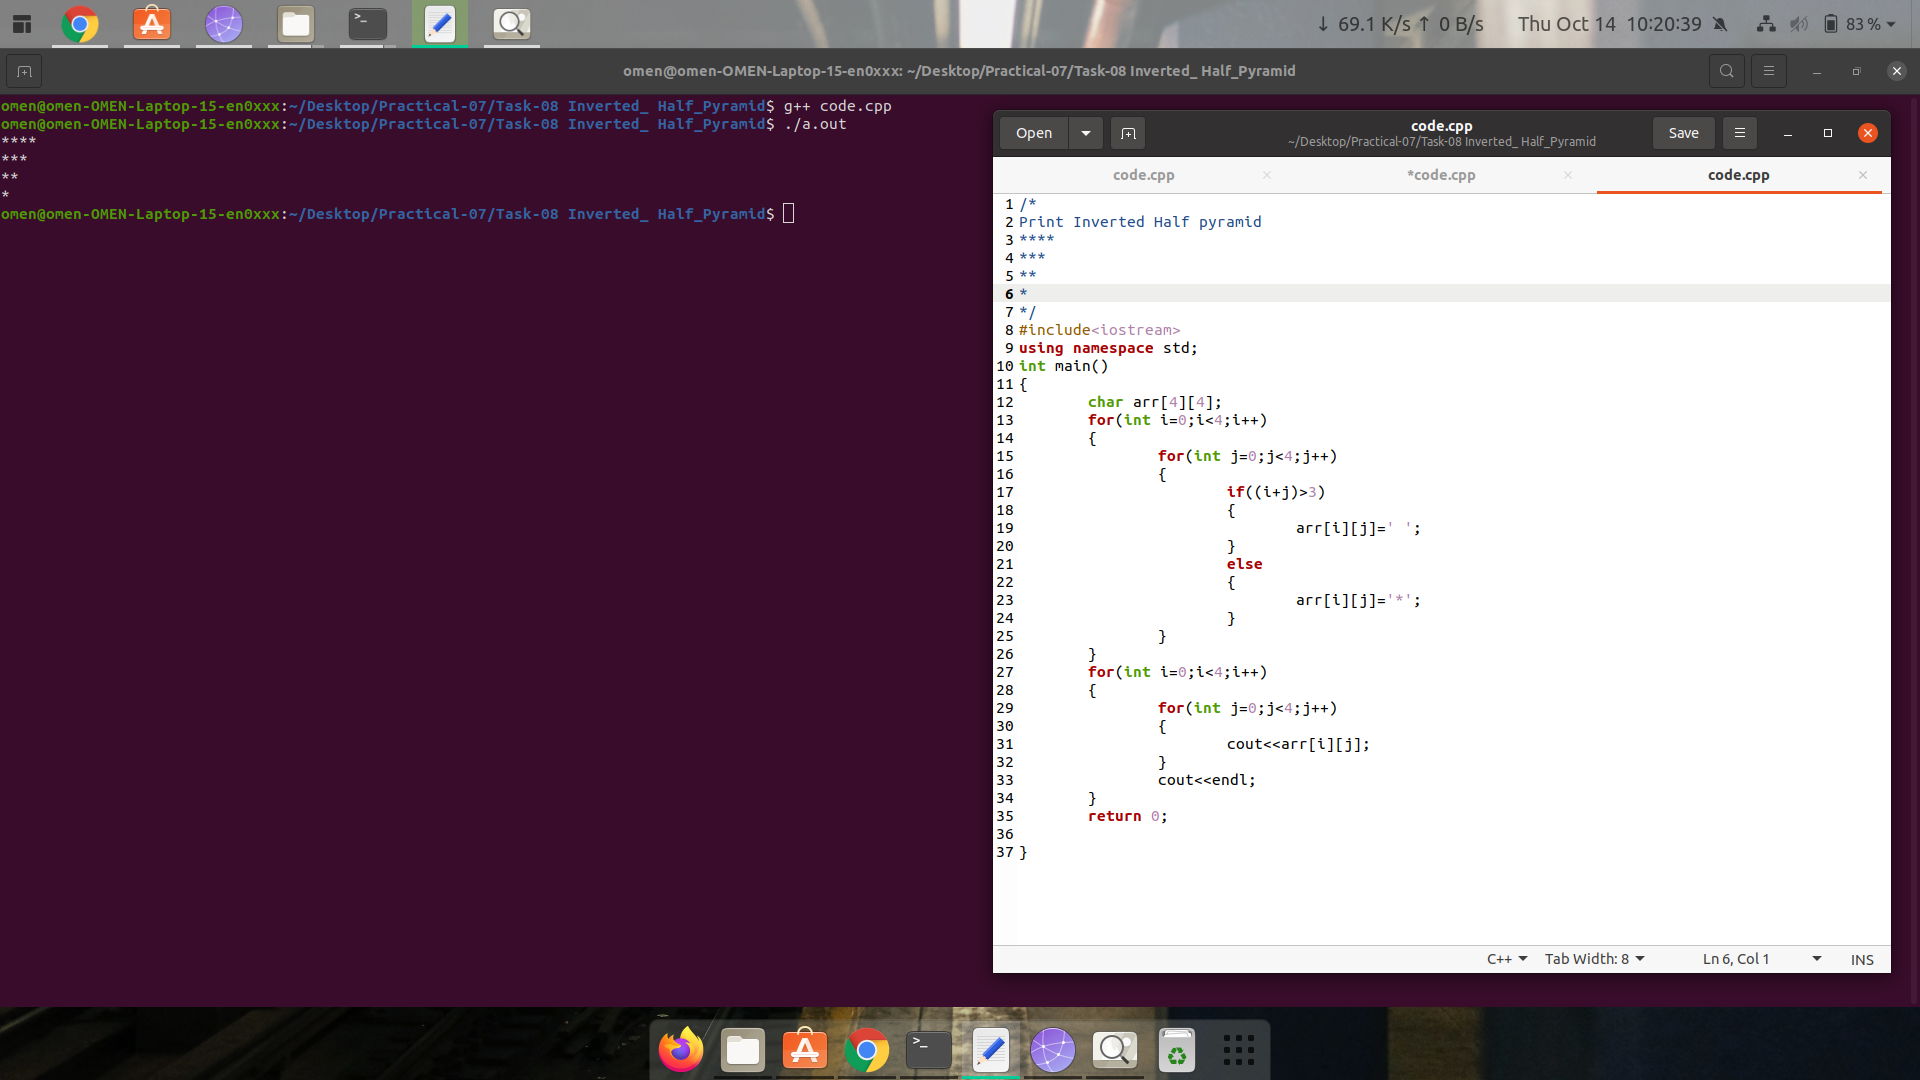 ↓ 69.1 K/s ↑ 0 B/s Thu Oct 14 10:20:39 83 %
omen@omen-OMEN-Laptop-15-en0xxx: ~/Desktop/Practical-07/Task-08 Inverted_ Half_Pyramid
omen@omen-OMEN-Laptop-15-en0xxx:~/Desktop/Practical-07/Task-08 Inverted_ Half_Pyramid$ g++ code.cpp
omen@omen-OMEN-Laptop-15-en0xxx:~/Desktop/Practical-07/Task-08 Inverted_ Half_Pyramid$ ./a.out
****
***
**
*
omen@omen-OMEN-Laptop-15-en0xxx:~/Desktop/Practical-07/Task-08 Inverted_ Half_Pyramid$
Open
code.cpp
~/Desktop/Practical-07/Task-08 Inverted_ Half_Pyramid
Save
code.cpp *code.cpp code.cpp
1 /*
2 Print Inverted Half pyramid
3 ****
4 ***
5 **
6 *
7 */
8 #include<iostream>
9 using namespace std;
10 int main()
11 {
12 char arr[4][4];
13 for(int i=0;i<4;i++)
14 {
15 for(int j=0;j<4;j++)
16 {
17 if((i+j)>3)
18 {
19 arr[i][j]=' ';
20 }
21 else
22 {
23 arr[i][j]='*';
24 }
25 }
26 }
27 for(int i=0;i<4;i++)
28 {
29 for(int j=0;j<4;j++)
30 {
31 cout<<arr[i][j];
32 }
33 cout<<endl;
34 }
35 return 0;
36
37 }
C++ Tab Width: 8 Ln 6, Col 1 INS